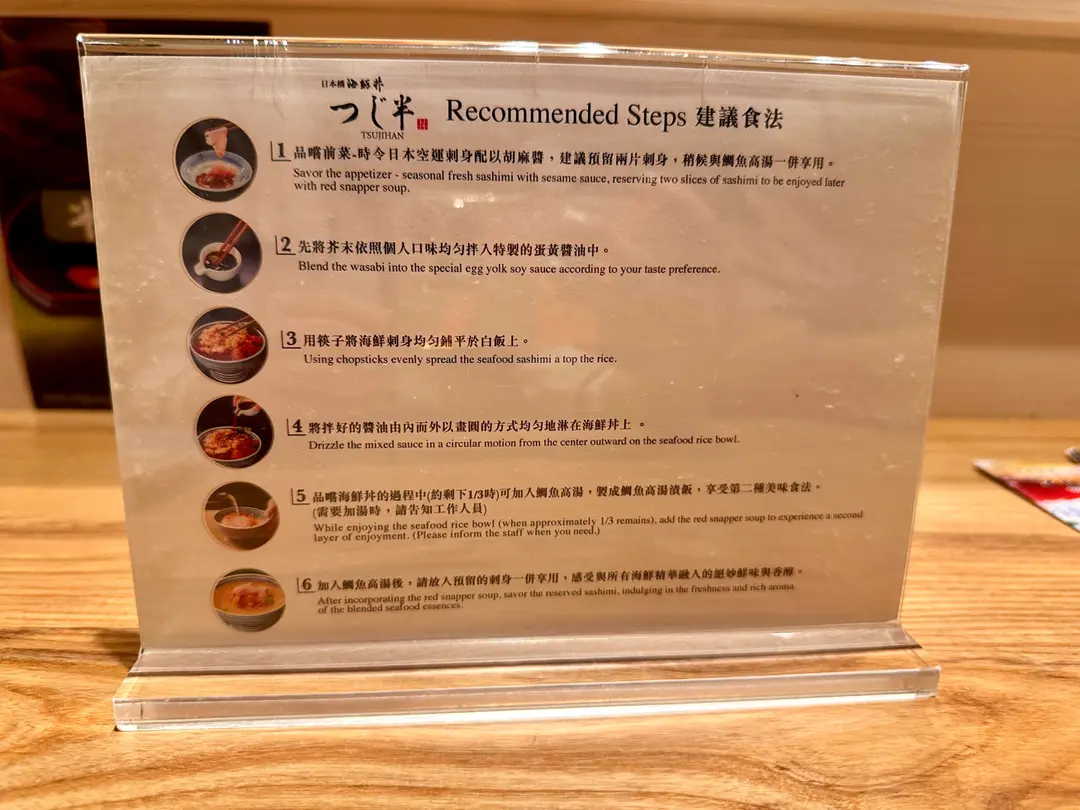 日本橋 海鮮丼
つじ半
TSUJIHAN
Recommended Steps 建議食法
1 品嚐前菜-時令日本空運刺身配以胡麻醬，建議預留兩片刺身，稍候與鯛魚高湯一併享用。
Savor the appetizer - seasonal fresh sashimi with sesame sauce, reserving two slices of sashimi to be enjoyed later
with red snapper soup.
2 先將芥末依照個人口味均勻拌入特製的蛋黃醬油中。
Blend the wasabi into the special egg yolk soy sauce according to your taste preference.
3 用筷子將海鮮刺身均勻鋪平於白飯上。
Using chopsticks evenly spread the seafood sashimi a top the rice.
4 將拌好的醬油由內而外以畫圓的方式均勻地淋在海鮮丼上。
Drizzle the mixed sauce in a circular motion from the center outward on the seafood rice bowl.
5 品嚐海鮮丼的過程中(約剩下1/3時)可加入鯛魚高湯，製成鯛魚高湯漬飯，享受第二種美味食法。
(需要加湯時，請告知工作人員)
While enjoying the seafood rice bowl (when approximately 1/3 remains), add the red snapper soup to experience a second
layer of enjoyment. (Please inform the staff when you need.)
6 加入鯛魚高湯後，請放入預留的刺身一併享用，感受與所有海鮮精華融入的絕妙鮮味與香醇。
After incorporating the red snapper soup, savor the reserved sashimi, indulging in the freshness and rich aroma
of the blended seafood essences.